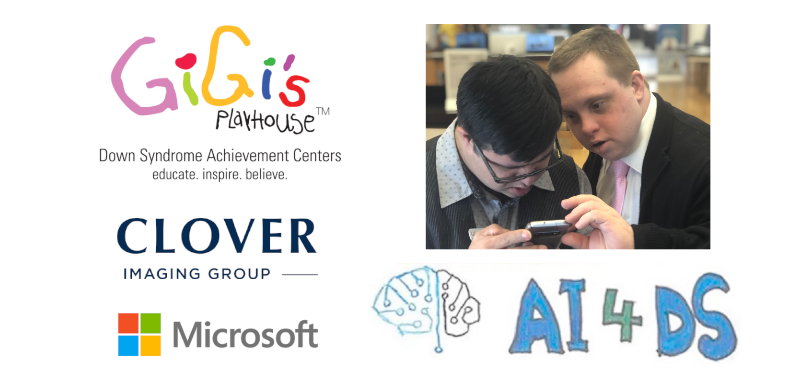 GiGi's
PlAYHOUSE™
Down Syndrome Achievement Centers
educate. inspire. believe.
CLOVER
IMAGING GROUP
Microsoft
AI 4 DS